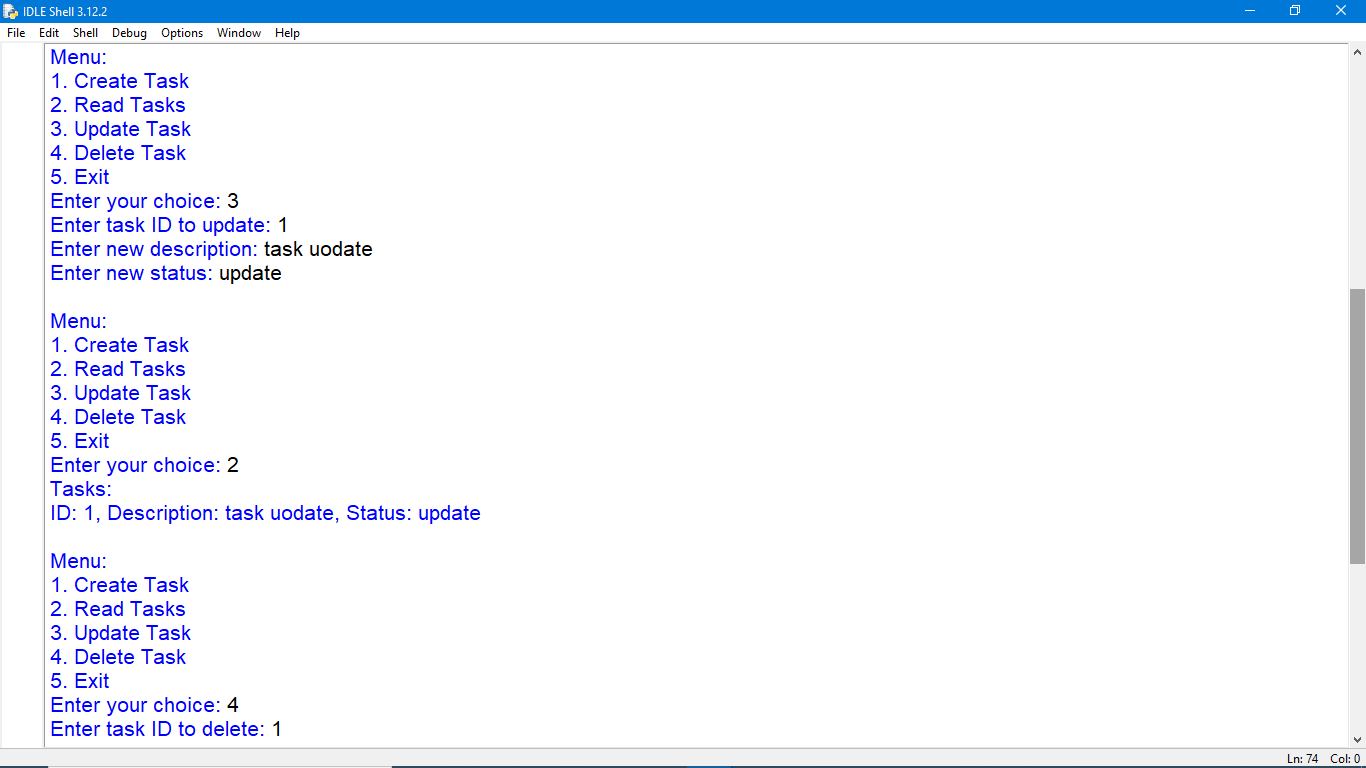 IDLE Shell 3.12.2
File Edit Shell Debug Options Window Help
Menu:
1. Create Task
2. Read Tasks
3. Update Task
4. Delete Task
5. Exit
Enter your choice: 3
Enter task ID to update: 1
Enter new description: task uodate
Enter new status: update
Menu:
1. Create Task
2. Read Tasks
3. Update Task
4. Delete Task
5. Exit
Enter your choice: 2
Tasks:
ID: 1, Description: task uodate, Status: update
Menu:
1. Create Task
2. Read Tasks
3. Update Task
4. Delete Task
5. Exit
Enter your choice: 4
Enter task ID to delete: 1
Ln: 74 Col: 0